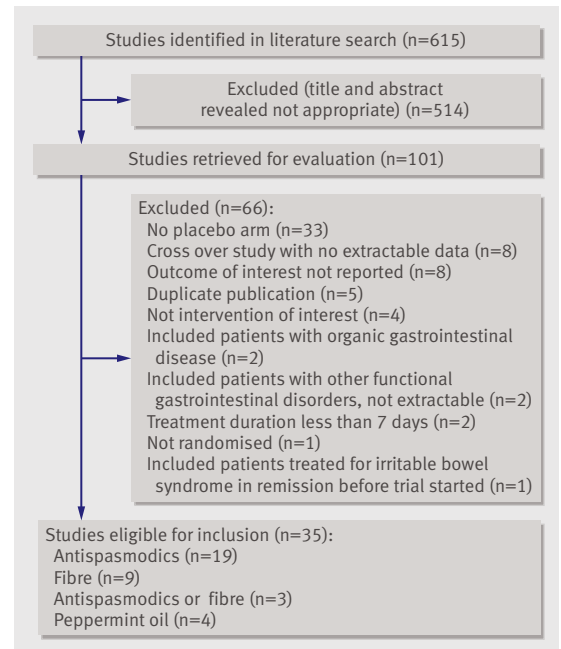 Studies identified in literature search (n=615)
Excluded (title and abstract
revealed not appropriate) (n=514)
Studies retrieved for evaluation (n=101)
Excluded (n=66):
No placebo arm (n=33)
Cross over study with no extractable data (n=8)
Outcome of interest not reported (n=8)
Duplicate publication (n=5)
Not intervention of interest (n=4)
Included patients with organic gastrointestinal
disease (n=2)
Included patients with other functional
gastrointestinal disorders, not extractable (n=2)
Treatment duration less than 7 days (n=2)
Not randomised (n=1)
Included patients treated for irritable bowel
syndrome in remission before trial started (n=1)
Studies eligible for inclusion (n=35):
Antispasmodics (n=19)
Fibre (n=9)
Antispasmodics or fibre (n=3)
Peppermint oil (n=4)